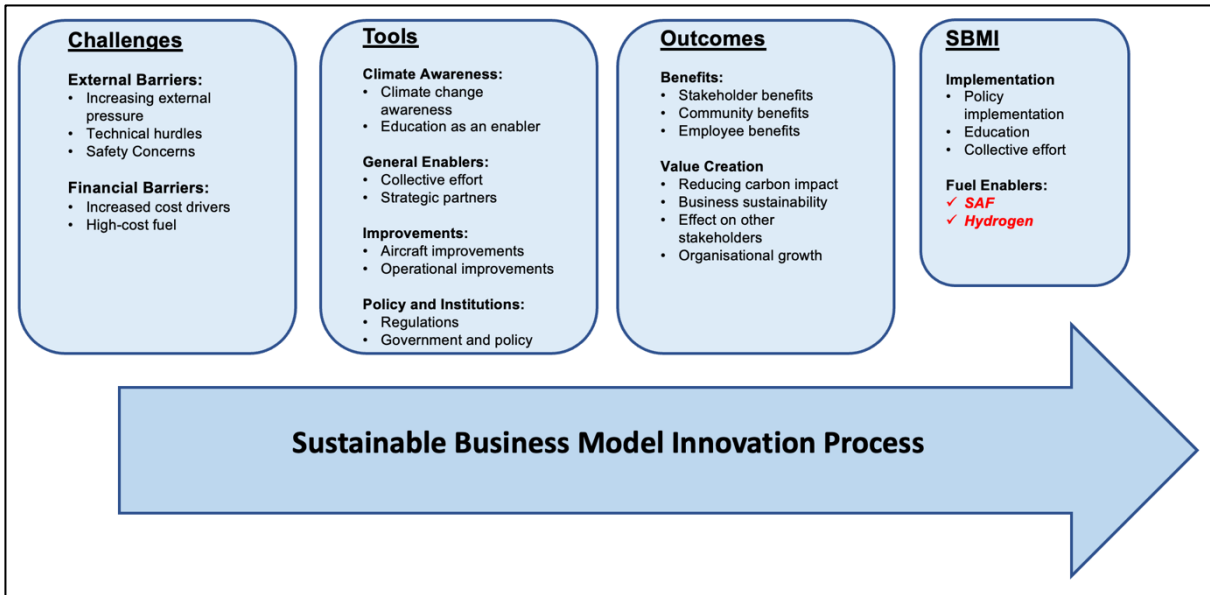 Challenges
External Barriers:
• Increasing external
pressure
• Technical hurdles
• Safety Concerns
Financial Barriers:
• Increased cost drivers
• High-cost fuel
Tools
Climate Awareness:
• Climate change
awareness
• Education as an enabler
General Enablers:
• Collective effort
• Strategic partners
Improvements:
• Aircraft improvements
• Operational improvements
Policy and Institutions:
• Regulations
• Government and policy
Outcomes
Benefits:
• Stakeholder benefits
• Community benefits
• Employee benefits
Value Creation
• Reducing carbon impact
• Business sustainability
• Effect on other
stakeholders
• Organisational growth
SBMI
Implementation
• Policy
implementation
• Education
• Collective effort
Fuel Enablers:
✓ SAF
✓ Hydrogen
Sustainable Business Model Innovation Process